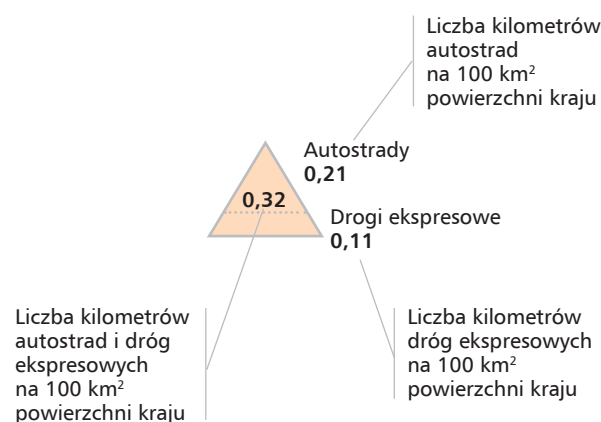 Liczba kilometrów
autostrad
na 100 km²
powierzchni kraju
Autostrady
0,21
0,32
Drogi ekspresowe
0,11
Liczba kilometrów
autostrad i dróg
ekspresowych
na 100 km²
powierzchni kraju
Liczba kilometrów
dróg ekspresowych
na 100 km²
powierzchni kraju